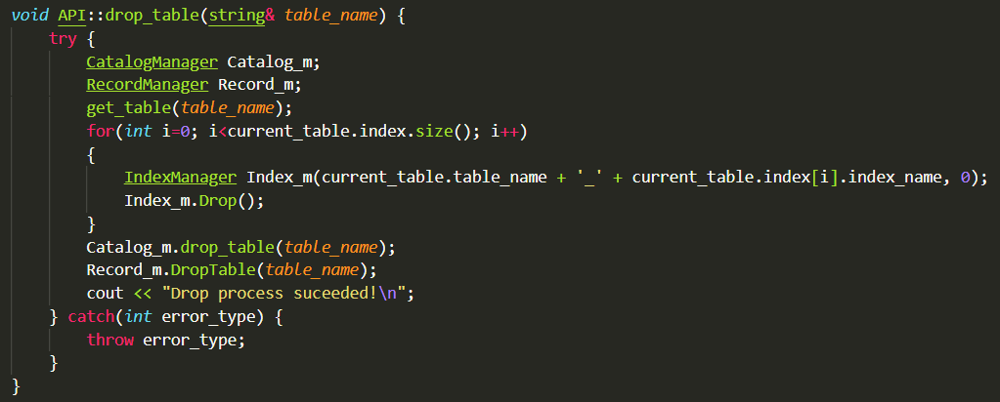 void API::drop_table(string& table_name) {
    try {
        CatalogManager Catalog_m;
        RecordManager Record_m;
        get_table(table_name);
        for(int i=0; i<current_table.index.size(); i++)
        {
            IndexManager Index_m(current_table.table_name + '_' + current_table.index[i].index_name, 0);
            Index_m.Drop();
        }
        Catalog_m.drop_table(table_name);
        Record_m.DropTable(table_name);
        cout << "Drop process suceeded!\n";
    } catch(int error_type) {
        throw error_type;
    }
}